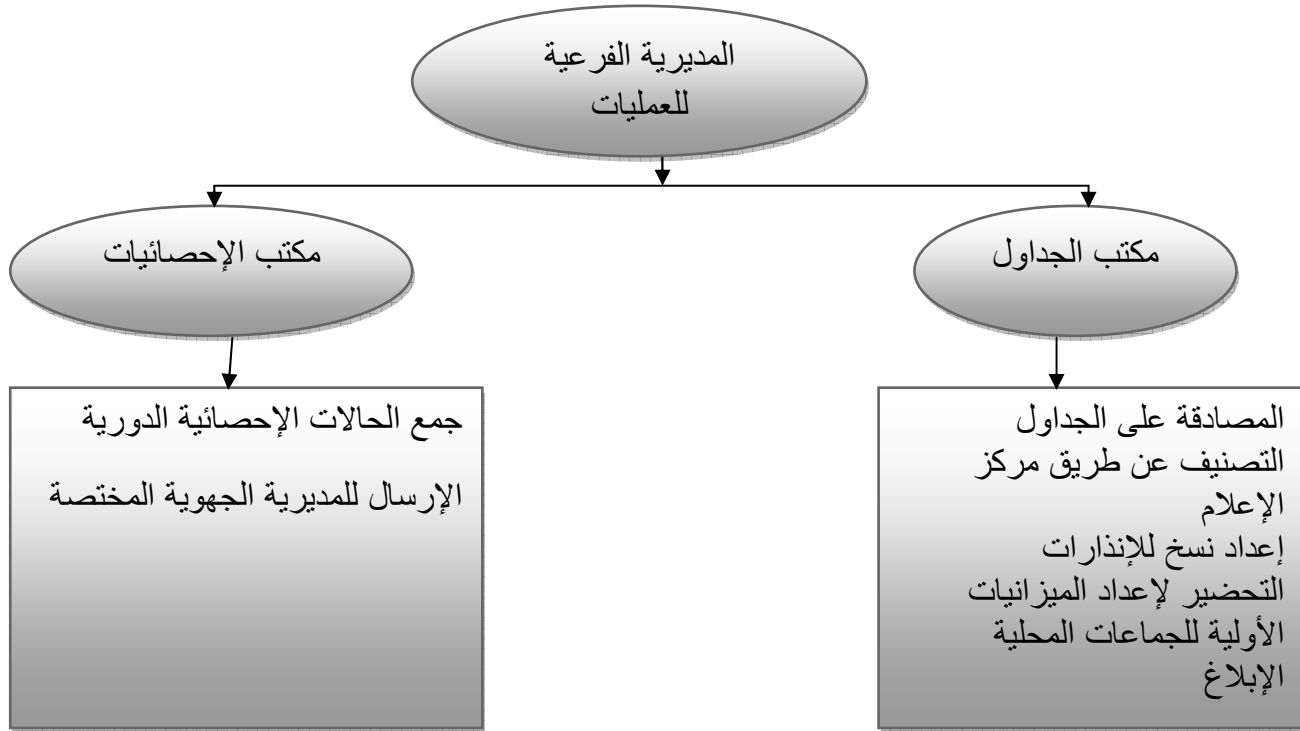 المديرية الفرعية
للعمليات
مكتب الجداول
مكتب الإحصائيات
المصادقة على الجداول
التصنيف عن طريق مركز
الإعلام
إعداد نسخ للإنذارات
التحضير لإعداد الميزانيات
الأولية للجماعات المحلية
الإبلاغ
جمع الحالات الإحصائية الدورية
الإرسال للمديرية الجهوية المختصة